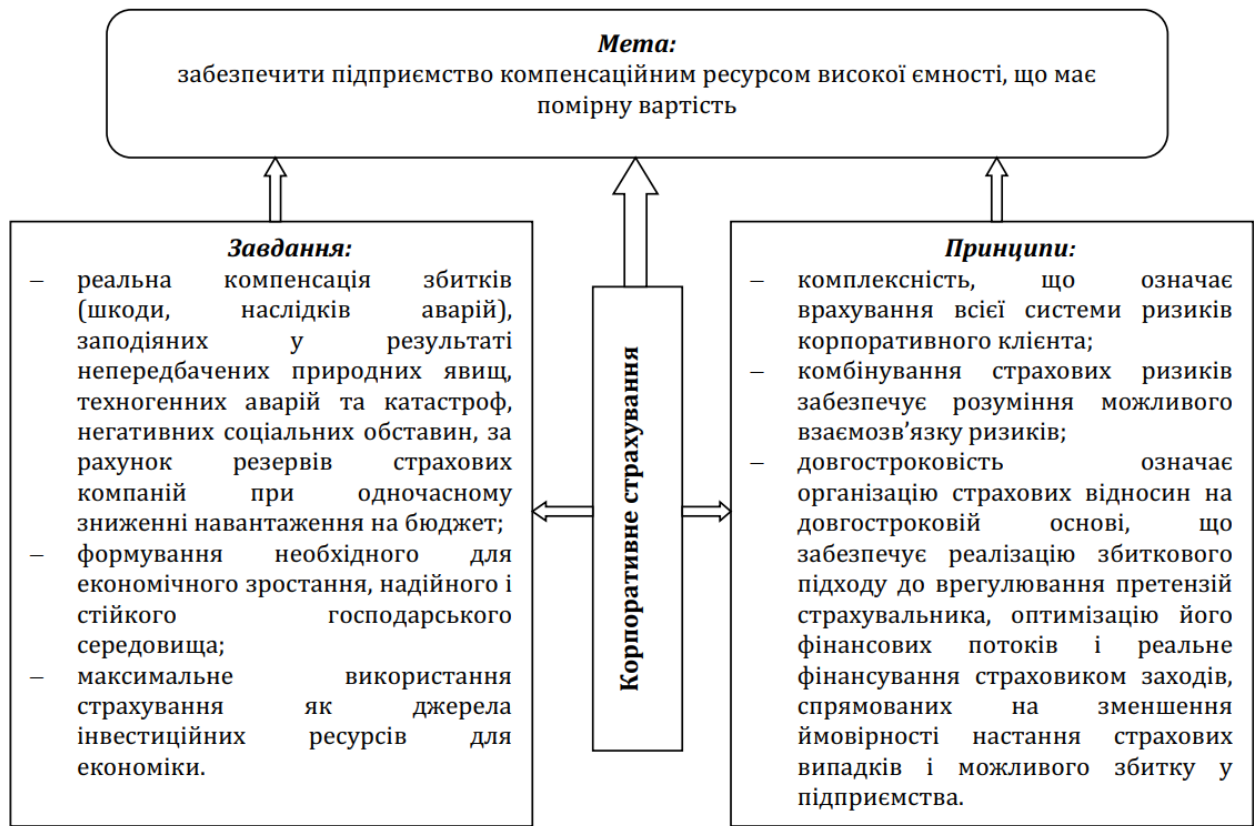 Мета:
забезпечити підприємство компенсаційним ресурсом високої ємності, що має
помірну вартість
Завдання:
– реальна компенсація збитків
(шкоди, наслідків аварій),
заподіяних у результаті
непередбачених природних явищ,
техногенних аварій та катастроф,
негативних соціальних обставин, за
рахунок резервів страхових
компаній при одночасному
зниженні навантаження на бюджет;
– формування необхідного для
економічного зростання, надійного і
стійкого господарського
середовища;
– максимальне використання
страхування як джерела
інвестиційних ресурсів для
економіки.
Корпоративне страхування
Принципи:
– комплексність, що означає
врахування всієї системи ризиків
корпоративного клієнта;
– комбінування страхових ризиків
забезпечує розуміння можливого
взаємозв’язку ризиків;
– довгостроковість означає
організацію страхових відносин на
довгостроковій основі, що
забезпечує реалізацію збиткового
підходу до врегулювання претензій
страхувальника, оптимізацію його
фінансових потоків і реальне
фінансування страховиком заходів,
спрямованих на зменшення
ймовірності настання страхових
випадків і можливого збитку у
підприємства.